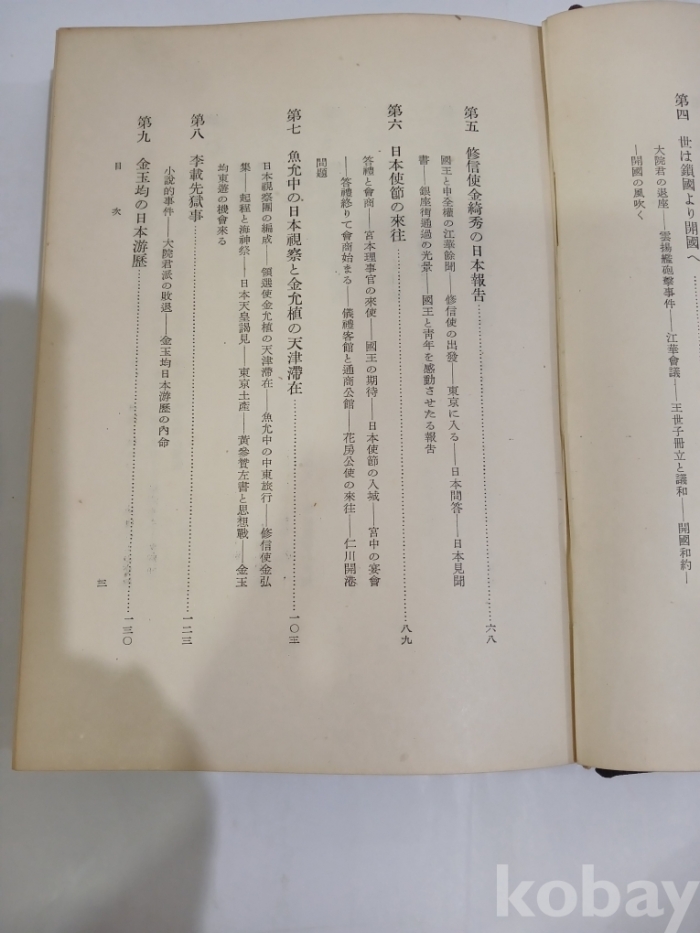 第四　世は鎖國より開國へ
大院君の退座——雲揚艦砲擊事件——江華會議——王世子冊立と議和——開國和約—
—開國の風吹く
第五　修信使金綺秀の日本報告……六八
國王と申全權の江華餘聞——修信使の出發——東京に入る——日本問答——日本見聞
書——銀座街通過の光景——國王と靑年を感動させたる報告
第六　日本使節の來往……八九
答禮と會商——宮本理事官の來使——國王の期待——日本使節の入城——宮中の宴會
——答禮終りて會商始まる——儀禮客館と通商公館——花房公使の來往——仁川開港
問題
第七　魚允中の日本視察と金允植の天津滯在……一〇三
日本視察團の編成——領選使金允植の天津滯在——魚允中の中東旅行——修信使金弘
集——起程と海神祭——日本天皇謁見——東京土產——黃參贊左書と思想戰——金玉
均東遊の機會來る
第八　李載先獄事……一二三
小說的事件——大院君派の敗退——金玉均日本游歷の內命
第九　金玉均の日本游歷……一三〇
目次
三
kobay